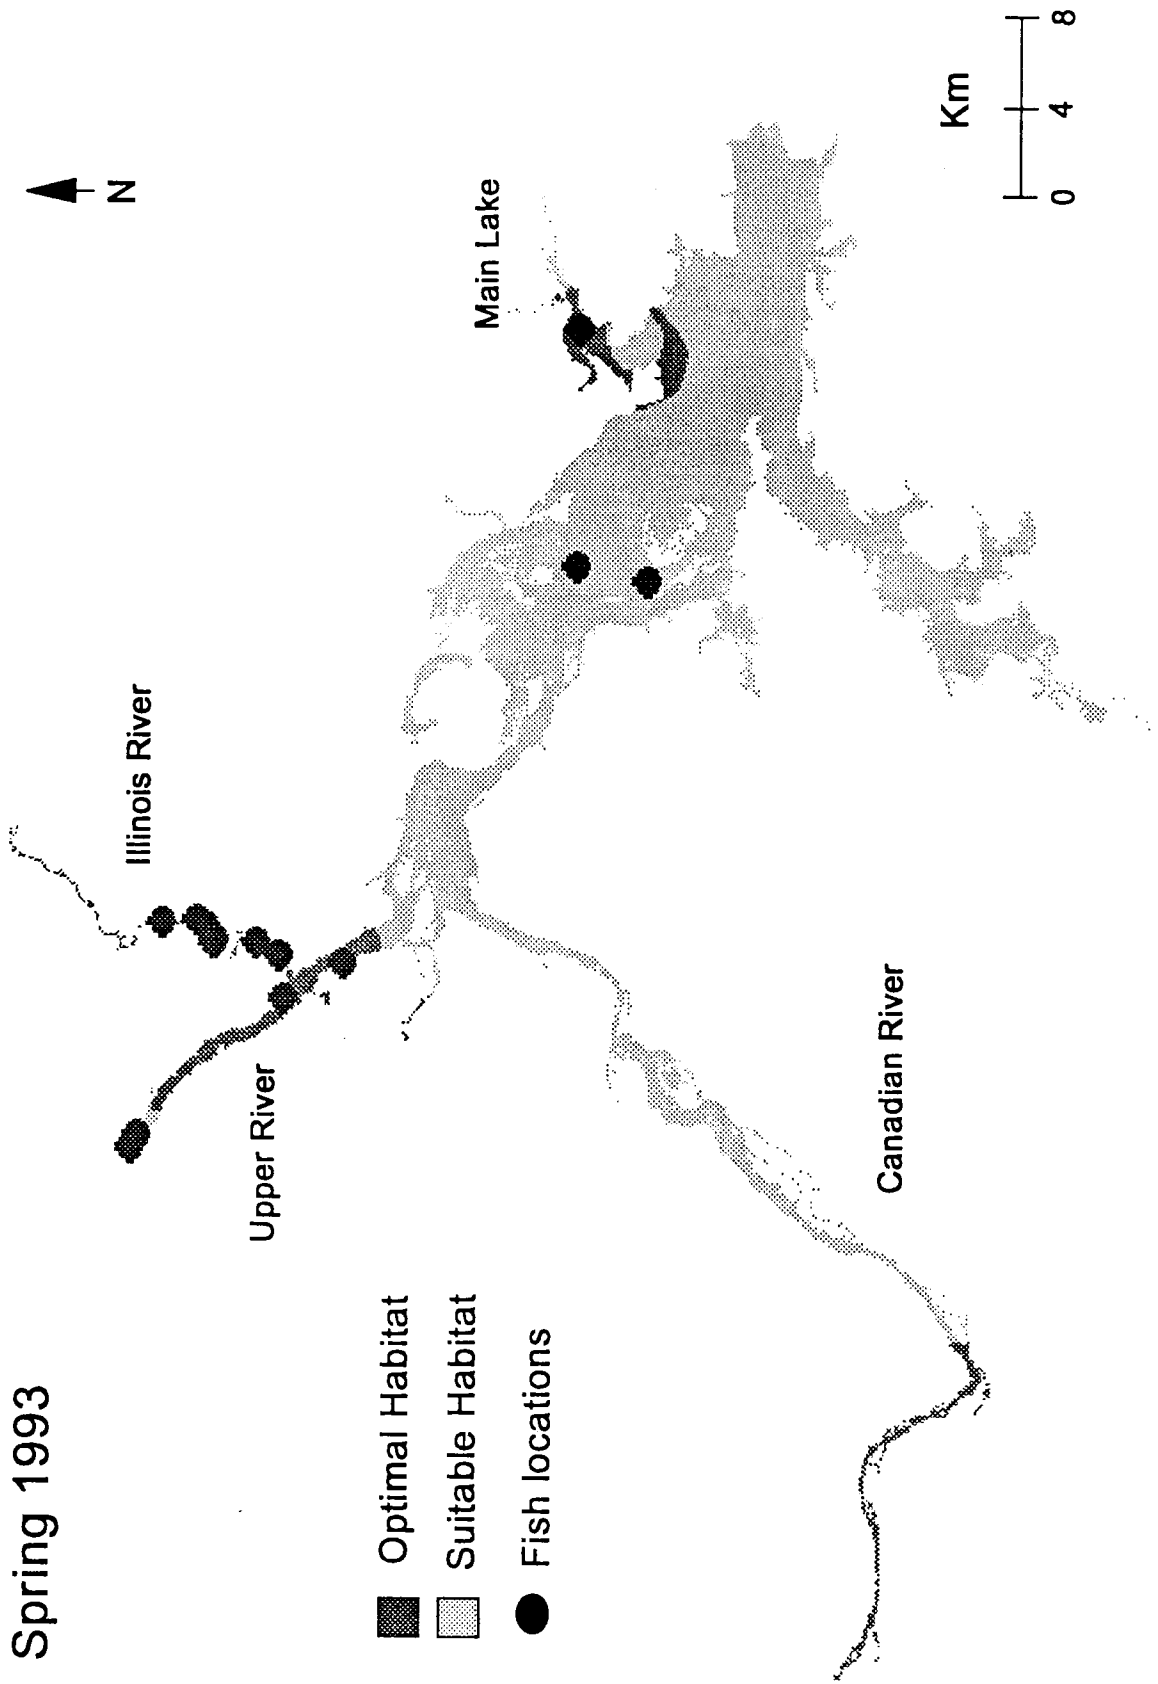 Spring 1993
N
Illinois River
Main Lake
Upper River
Optimal Habitat
Suitable Habitat
Fish locations
Canadian River
Km
0 4 8